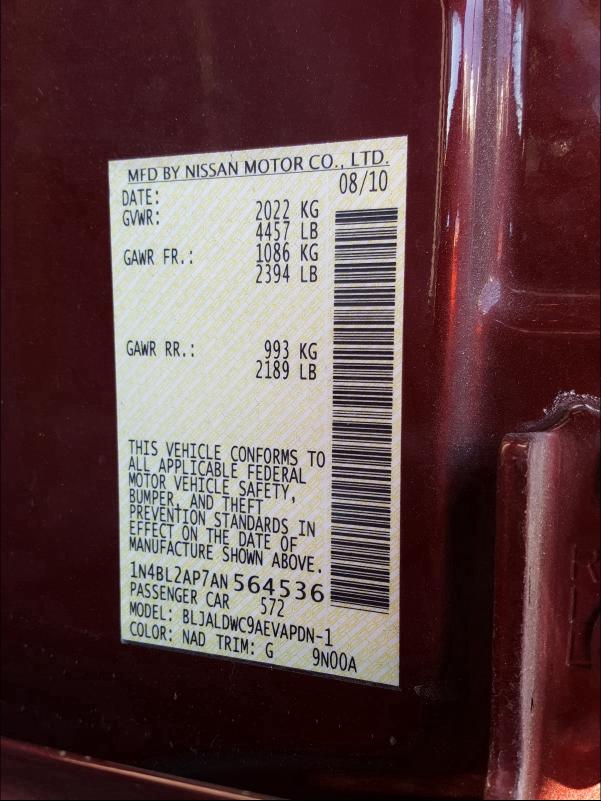 MFD BY NISSAN MOTOR CO., LTD.
DATE: 08/10
GVWR: 2022 KG
4457 LB
GAWR FR.: 1086 KG
2394 LB
GAWR RR.: 993 KG
2189 LB
THIS VEHICLE CONFORMS TO
ALL APPLICABLE FEDERAL
MOTOR VEHICLE SAFETY,
BUMPER, AND THEFT
PREVENTION STANDARDS IN
EFFECT ON THE DATE OF
MANUFACTURE SHOWN ABOVE.
1N4BL2AP7AN564536
PASSENGER CAR 572
MODEL: BLJALDWC9AEVAPDN-1
COLOR: NAD TRIM: G 9N00A